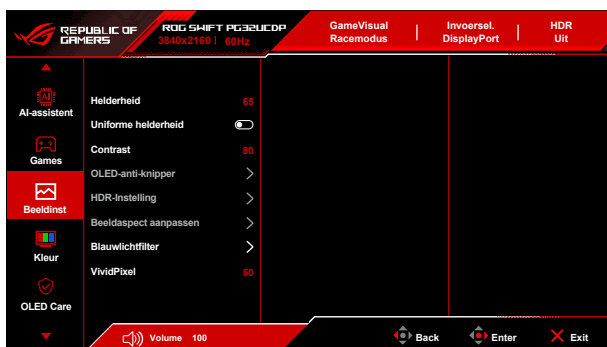 REPUBLIC OF
GAMERS
ROG SWIFT PG32UCDP
3840x2160 | 60Hz
GameVisual
Racemodus
Invoersel.
DisplayPort
HDR
Uit
AI
AI-assistent
Games
Beeldinst
Kleur
OLED Care
Helderheid 65
Uniforme helderheid
Contrast 80
OLED-anti-knipper
HDR-Instelling
Beeldaspect aanpassen
Blauwlichtfilter
VividPixel 50
Volume 100
Back
Enter
Exit